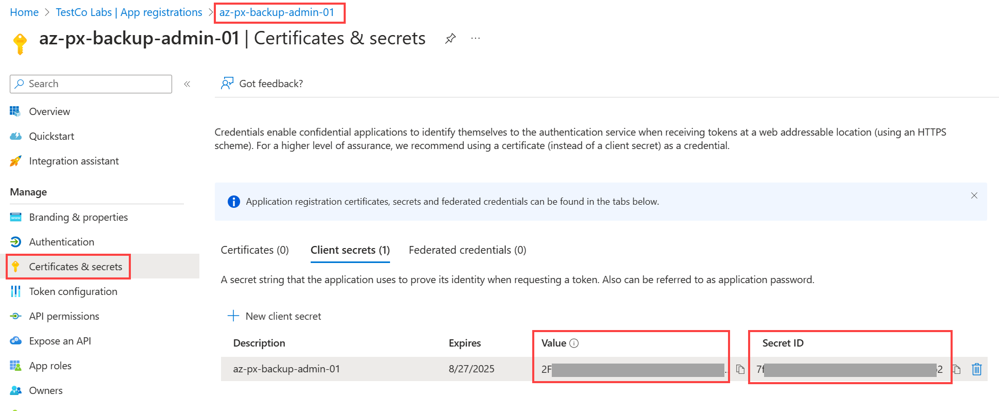 Home > TestCo Labs | App registrations > az-px-backup-admin-01
az-px-backup-admin-01 | Certificates & secrets
Search
Got feedback?
Overview
Quickstart
Integration assistant
Manage
Branding & properties
Authentication
Certificates & secrets
Token configuration
API permissions
Expose an API
App roles
Owners
Credentials enable confidential applications to identify themselves to the authentication service when receiving tokens at a web addressable location (using an HTTPS
scheme). For a higher level of assurance, we recommend using a certificate (instead of a client secret) as a credential.
Application registration certificates, secrets and federated credentials can be found in the tabs below.
Certificates (0) Client secrets (1) Federated credentials (0)
A secret string that the application uses to prove its identity when requesting a token. Also can be referred to as application password.
New client secret
Description Expires Value Secret ID
az-px-backup-admin-01 8/27/2025 2F